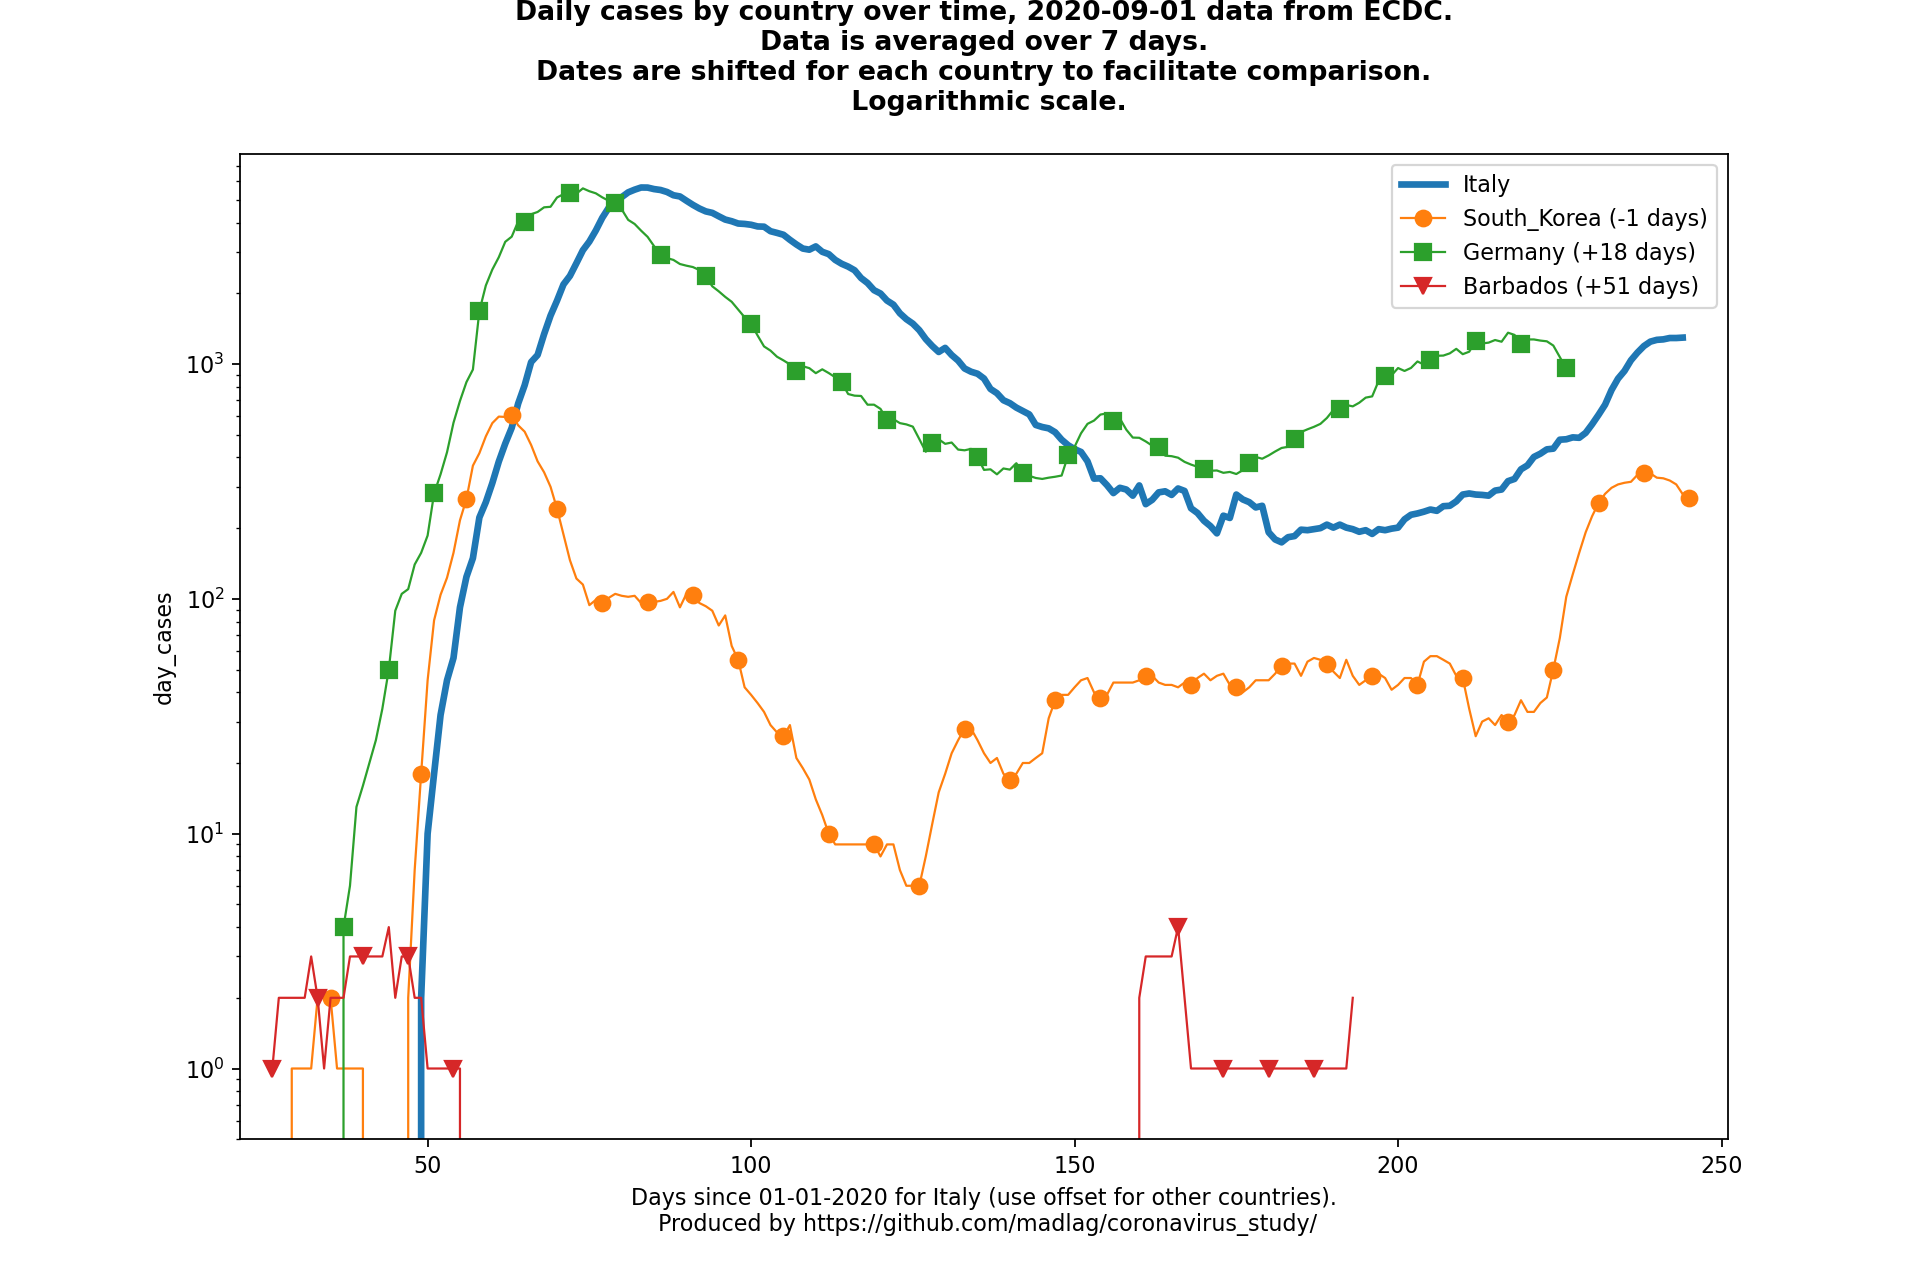 Daily cases by country over time, 2020-09-01 data from ECDC.
Data is averaged over 7 days.
Dates are shifted for each country to facilitate comparison.
Logarithmic scale.
Italy
South_Korea (-1 days)
Germany (+18 days)
Barbados (+51 days)
day_cases
10³
10²
10¹
10⁰
50 100 150 200 250
Days since 01-01-2020 for Italy (use offset for other countries).
Produced by https://github.com/madlag/coronavirus_study/